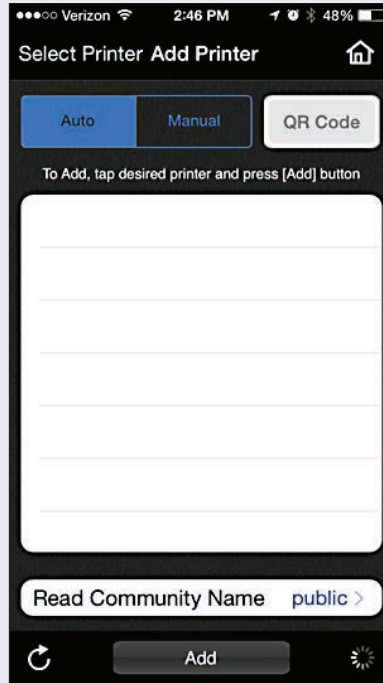 ●●●○○ Verizon 2:46 PM 48%
Select Printer Add Printer
Auto Manual QR Code
To Add, tap desired printer and press [Add] button
Read Community Name public >
Add